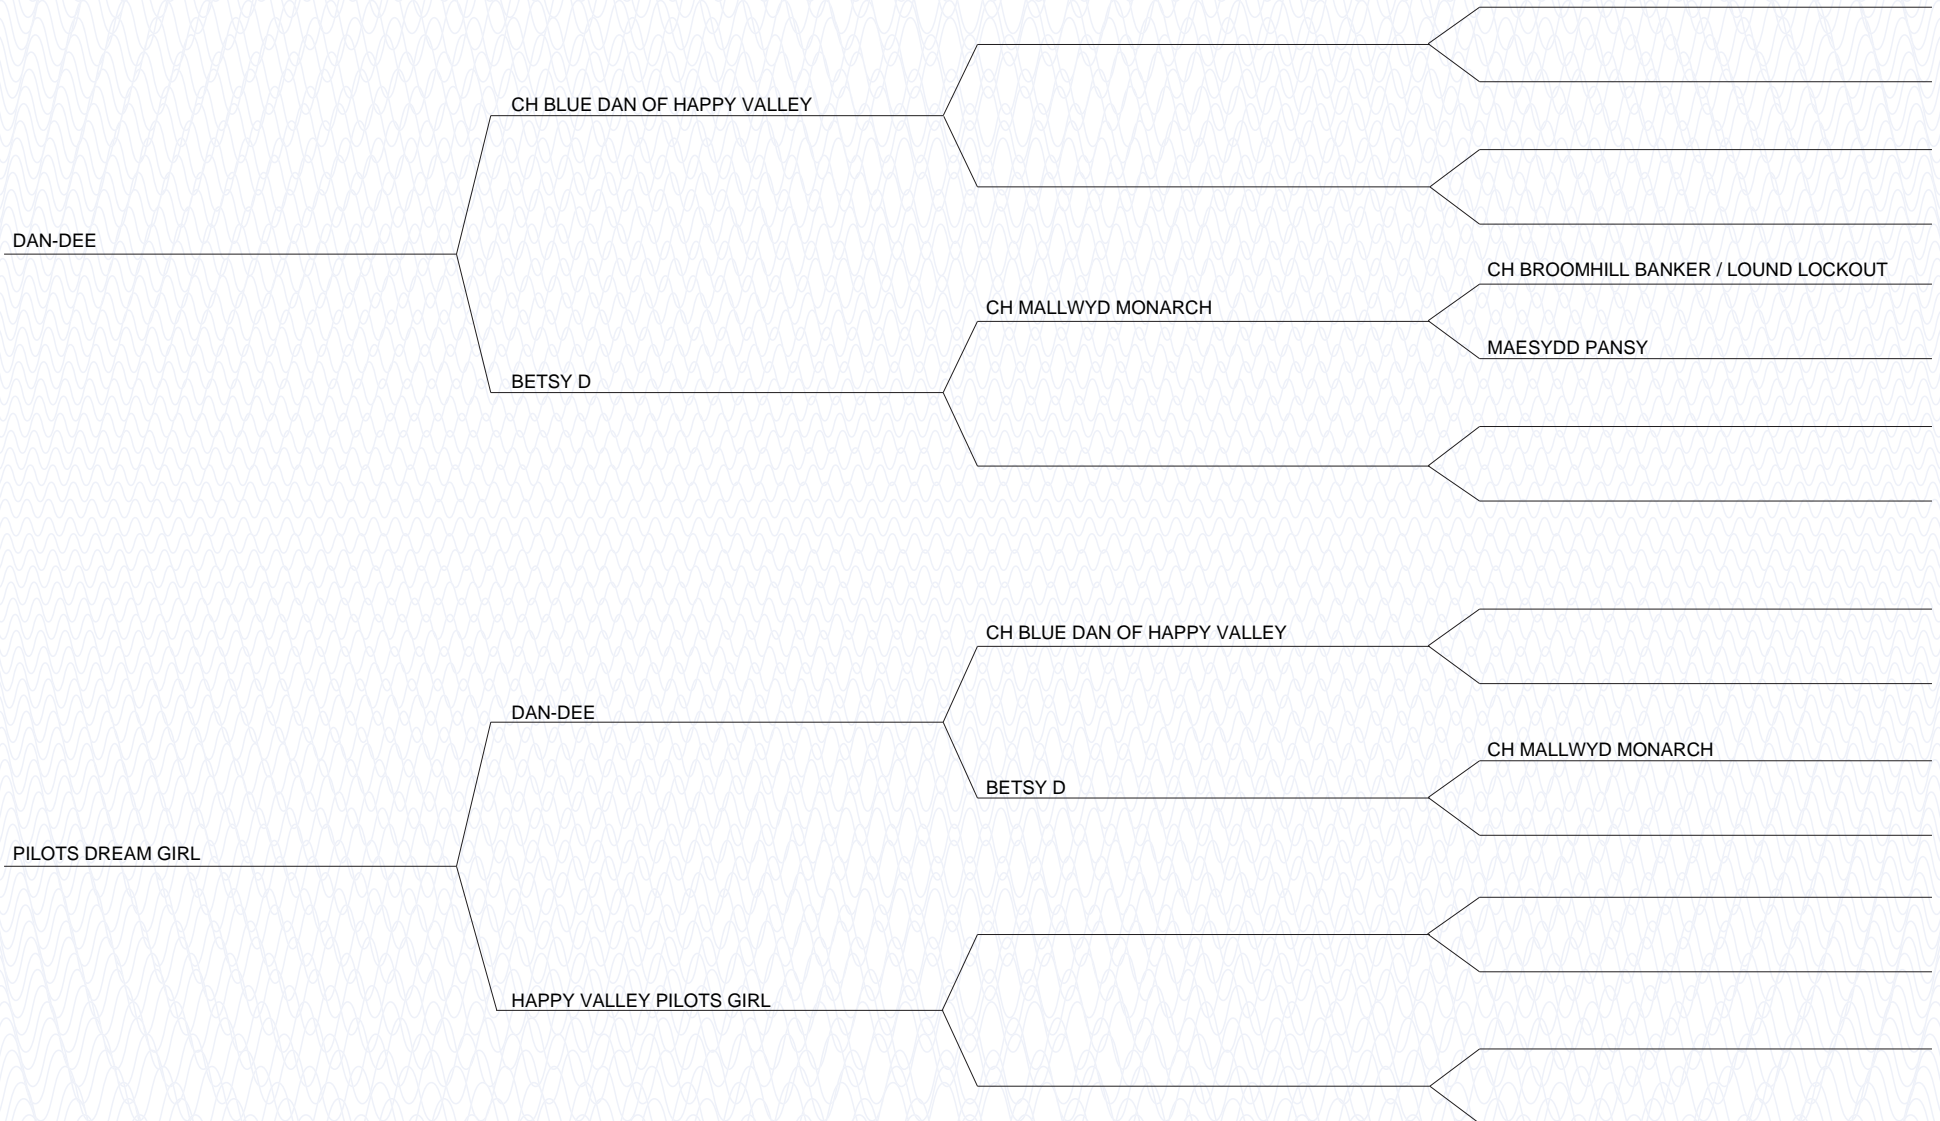 CH BLUE DAN OF HAPPY VALLEY
DAN-DEE
CH BROOMHILL BANKER / LOUND LOCKOUT
CH MALLWYD MONARCH
MAESYDD PANSY
BETSY D
CH BLUE DAN OF HAPPY VALLEY
DAN-DEE
CH MALLWYD MONARCH
BETSY D
PILOTS DREAM GIRL
HAPPY VALLEY PILOTS GIRL